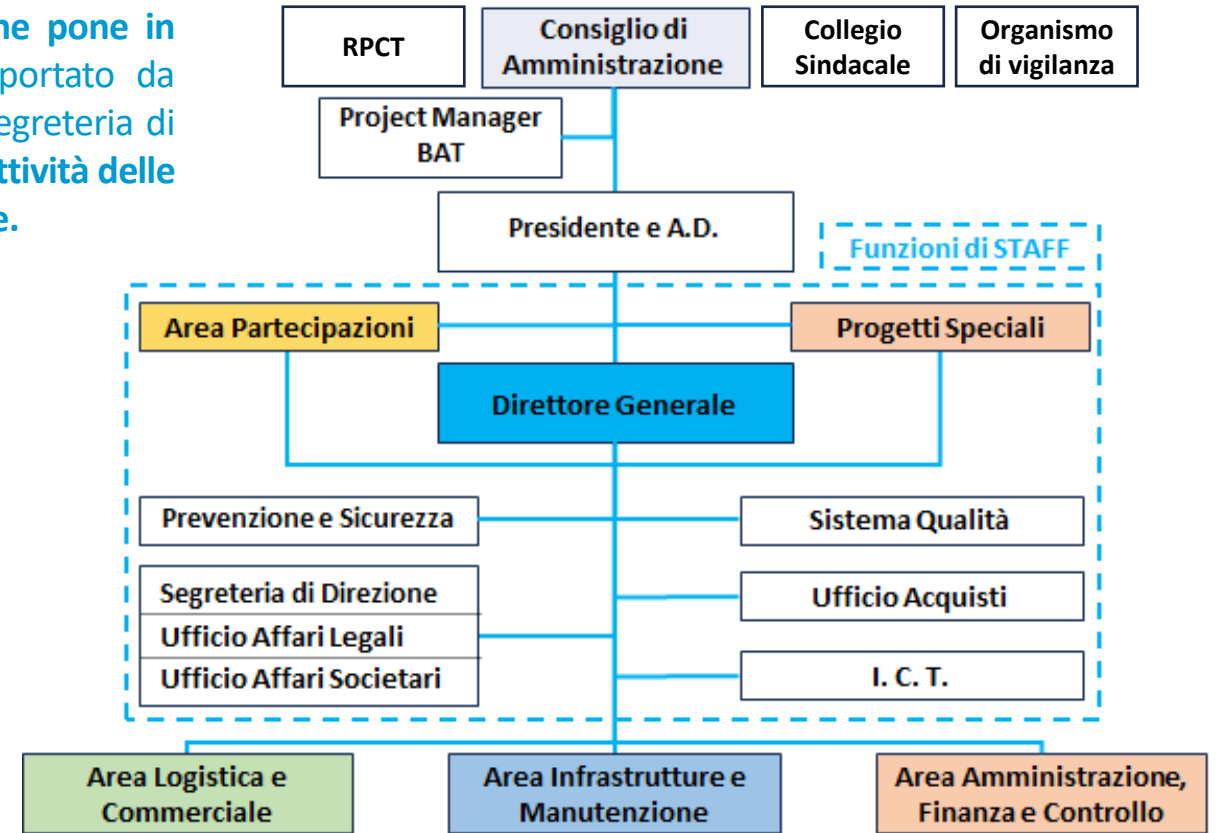 ne pone in
portato da
egreteria di
ttività delle
e.
RPCT
Consiglio di
Amministrazione
Collegio
Sindacale
Organismo
di vigilanza
Project Manager
BAT
Presidente e A.D.
Funzioni di STAFF
Area Partecipazioni
Progetti Speciali
Direttore Generale
Prevenzione e Sicurezza
Sistema Qualità
Segreteria di Direzione
Ufficio Affari Legali
Ufficio Affari Societari
Ufficio Acquisti
I. C. T.
Area Logistica e
Commerciale
Area Infrastrutture e
Manutenzione
Area Amministrazione,
Finanza e Controllo